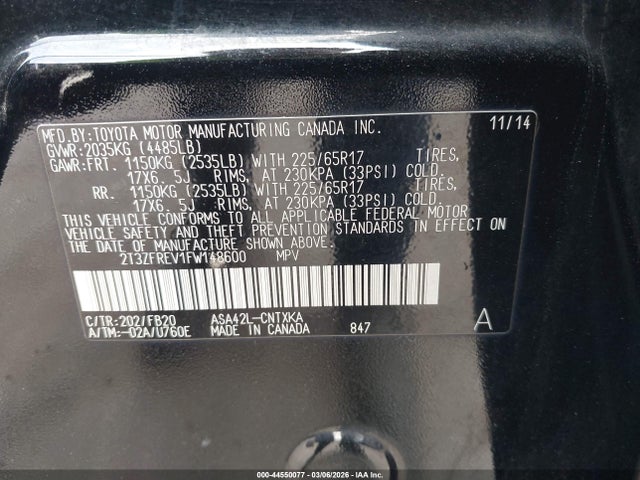 MFD.BY:TOYOTA MOTOR MANUFACTURING CANADA INC. 11/14
GVWR:2035KG (4485LB)
GAWR:FRT. 1150KG (2535LB) WITH 225/65R17 TIRES,
17X6. 5J RIMS, AT 230KPA (33PSI) COLD.
RR. 1150KG (2535LB) WITH 225/65R17 TIRES,
17X6. 5J RIMS, AT 230KPA (33PSI) COLD.
THIS VEHICLE CONFORMS TO ALL APPLICABLE FEDERAL MOTOR
VEHICLE SAFETY AND THEFT PREVENTION STANDARDS IN EFFECT ON
THE DATE OF MANUFACTURE SHOWN ABOVE.
2T3ZFREV1FW148600 MPV
C/TR:202/FB20 ASA42L-CNTXKA
A/TM:-02A/U760E MADE IN CANADA 847 A
000-44550077 | 03/06/2026 - IAA Inc.